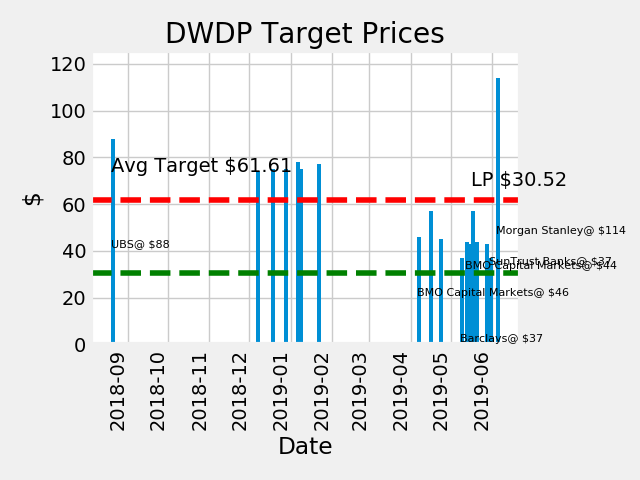 DWDP Target Prices
120
100
80
60
40
20
0
$
Avg Target $61.61
LP $30.52
Morgan Stanley@ $114
UBS@ $88
SunTrust Banks@ $37
BMO Capital Markets@ $44
BMO Capital Markets@ $46
Barclays@ $37
2018-09
2018-10
2018-11
2018-12
2019-01
2019-02
2019-03
2019-04
2019-05
2019-06
Date